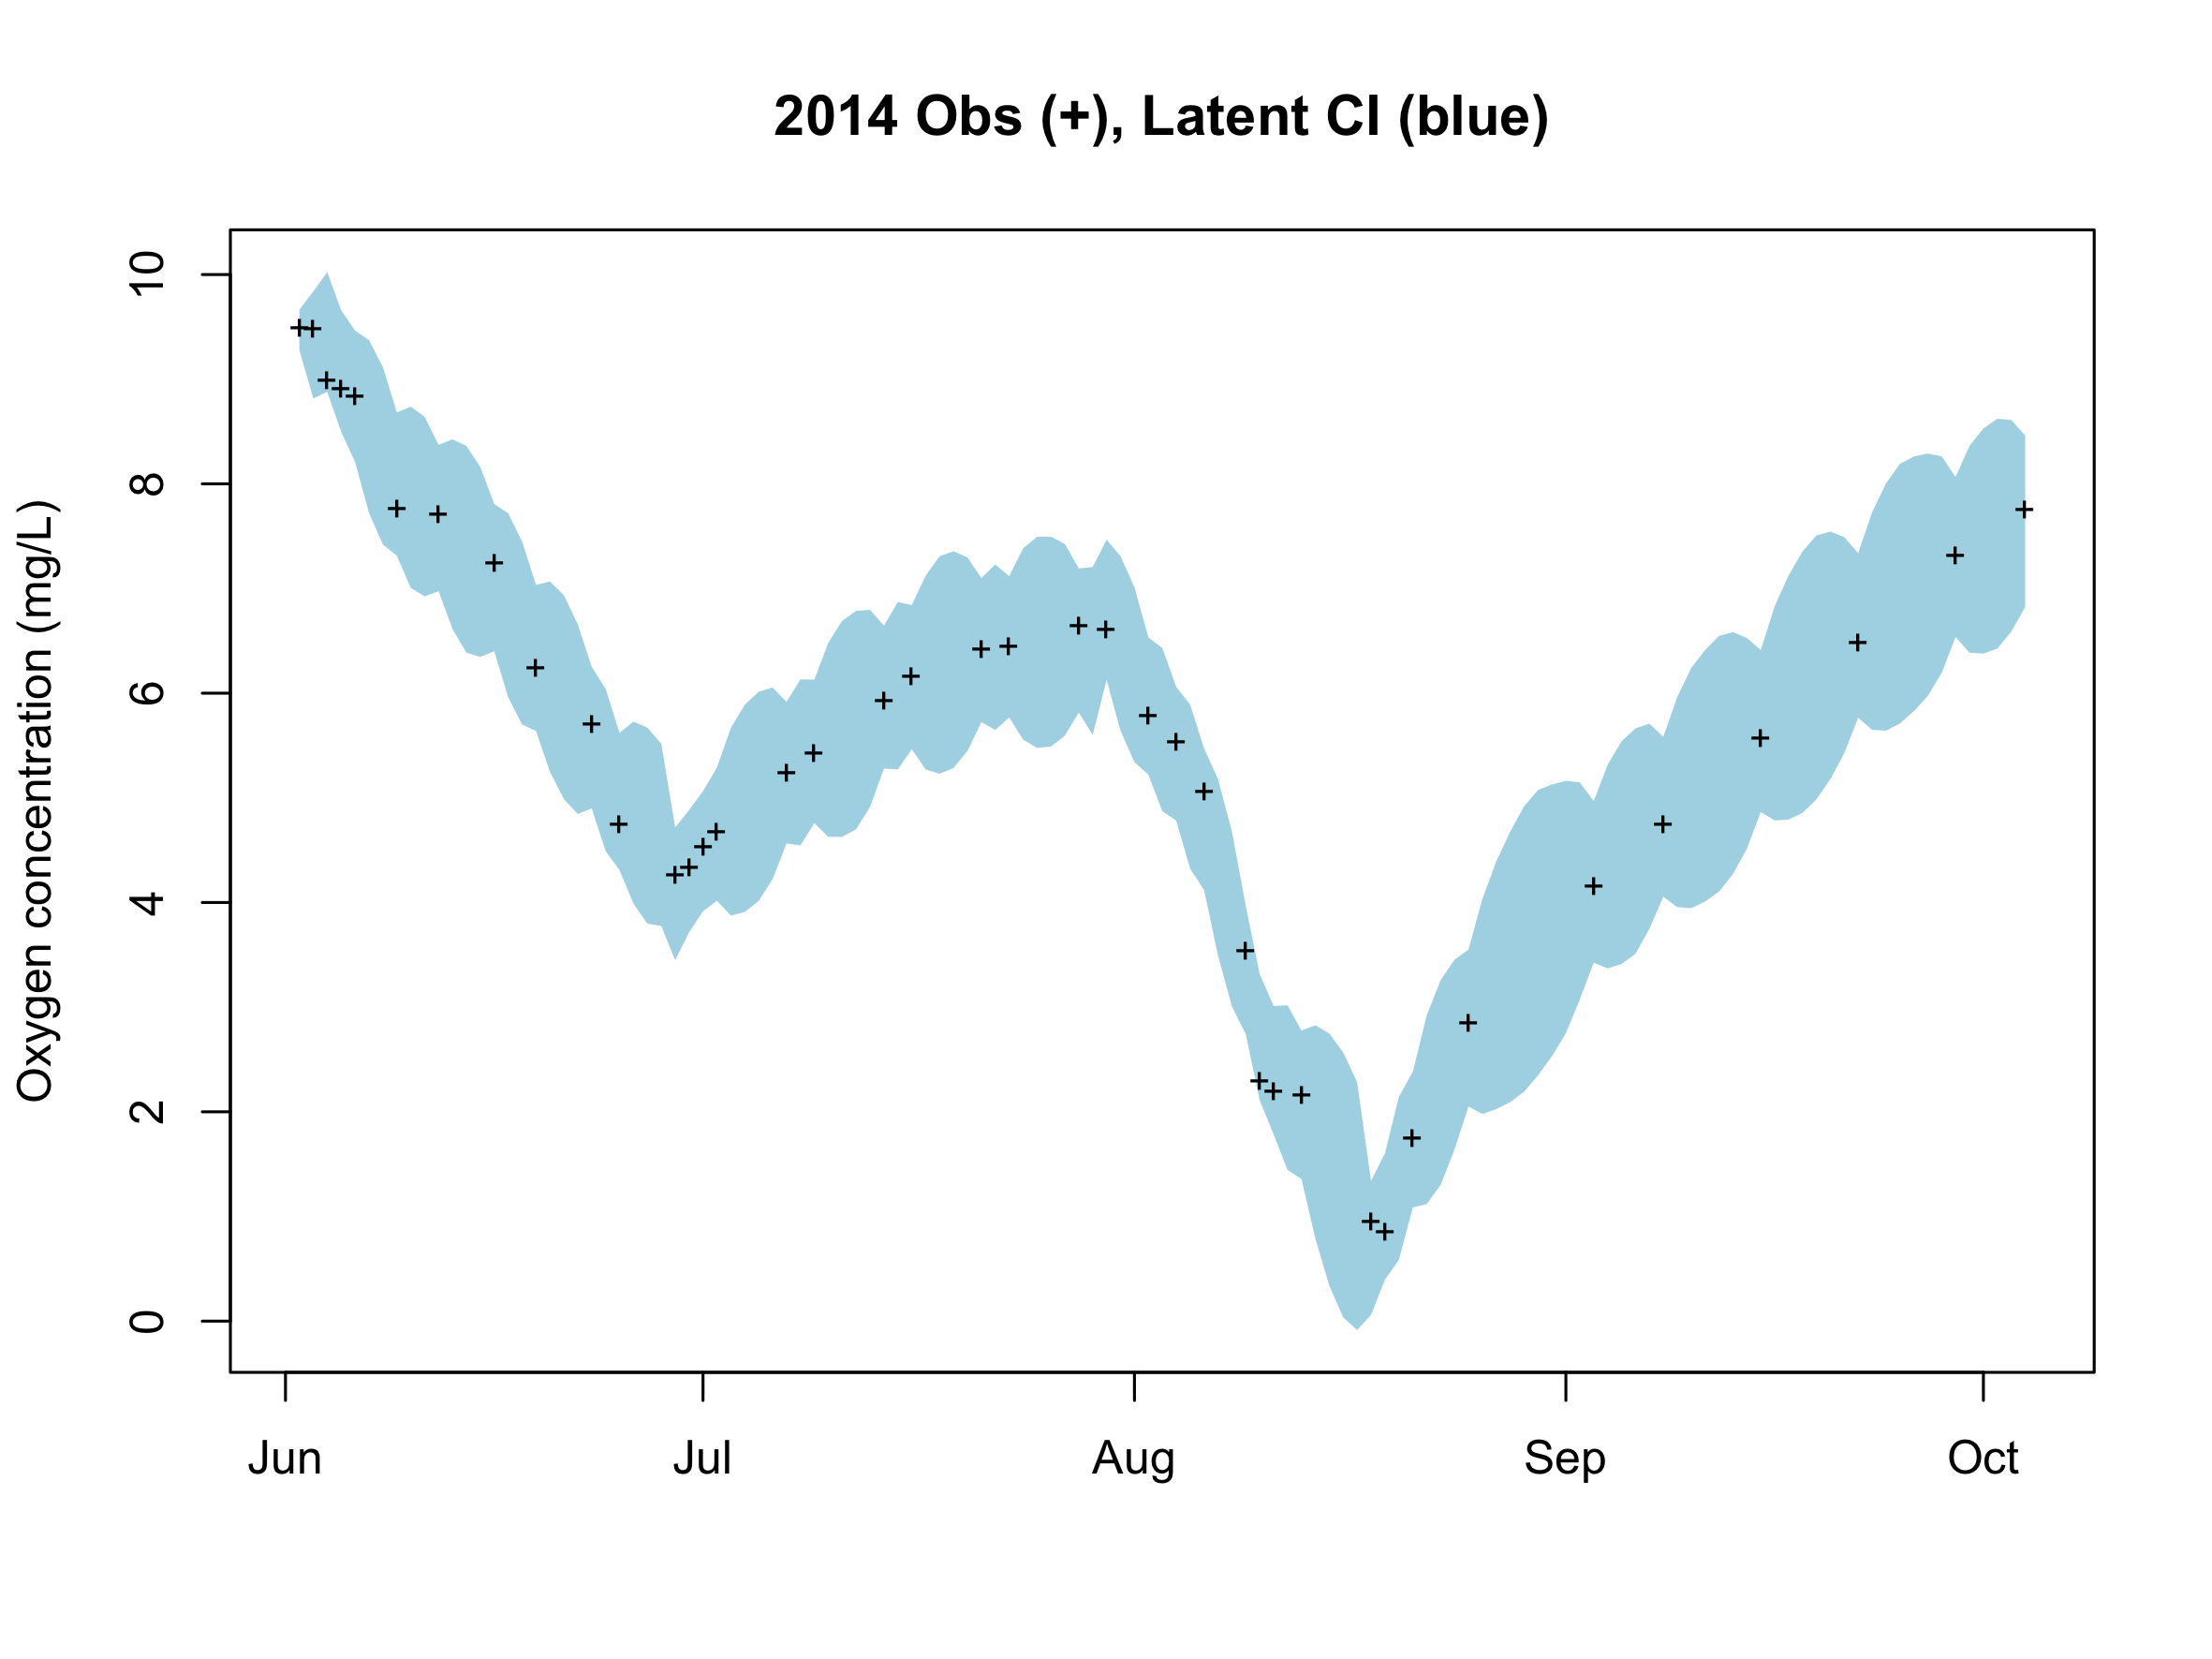 2014 Obs (+), Latent CI (blue)
Oxygen concentration (mg/L)
10
8
6
4
2
0
Jun Jul Aug Sep Oct